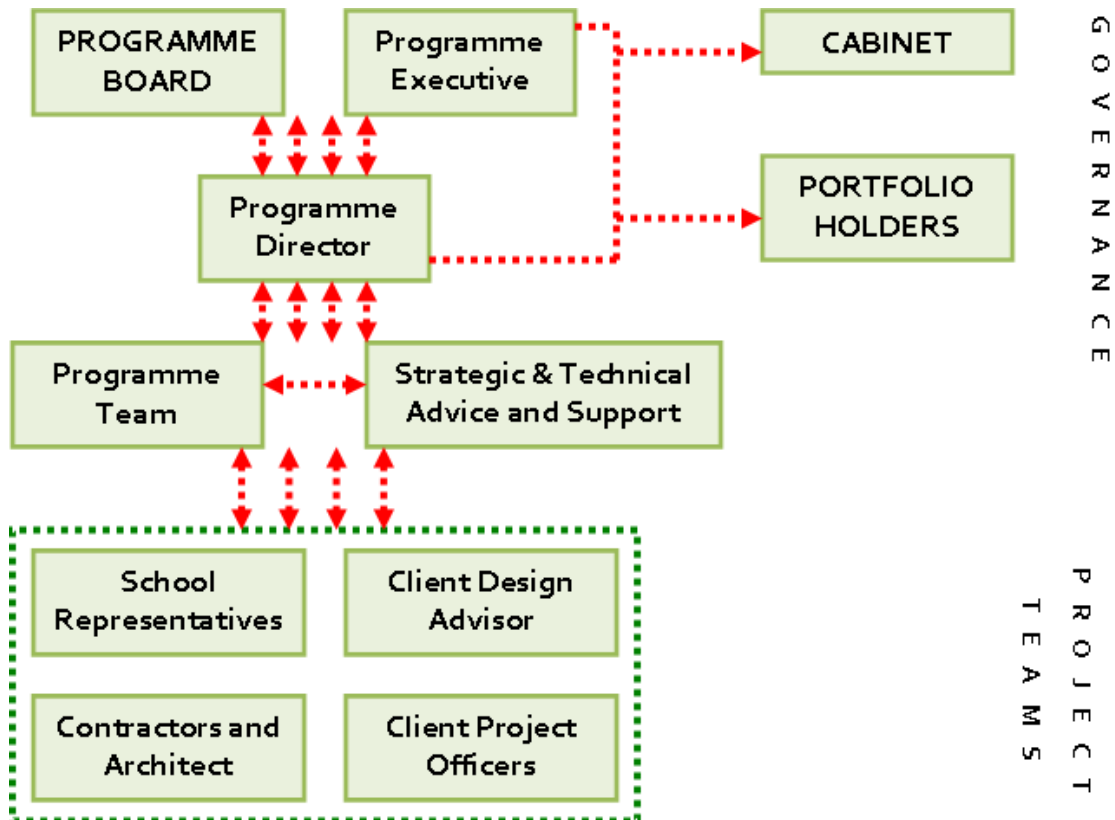 PROGRAMME
BOARD
Programme
Executive
CABINET
PORTFOLIO
HOLDERS
Programme
Director
Programme
Team
Strategic & Technical
Advice and Support
School
Representatives
Client Design
Advisor
Contractors and
Architect
Client Project
Officers
GOVERNANCE
PROJECT
TEAMS